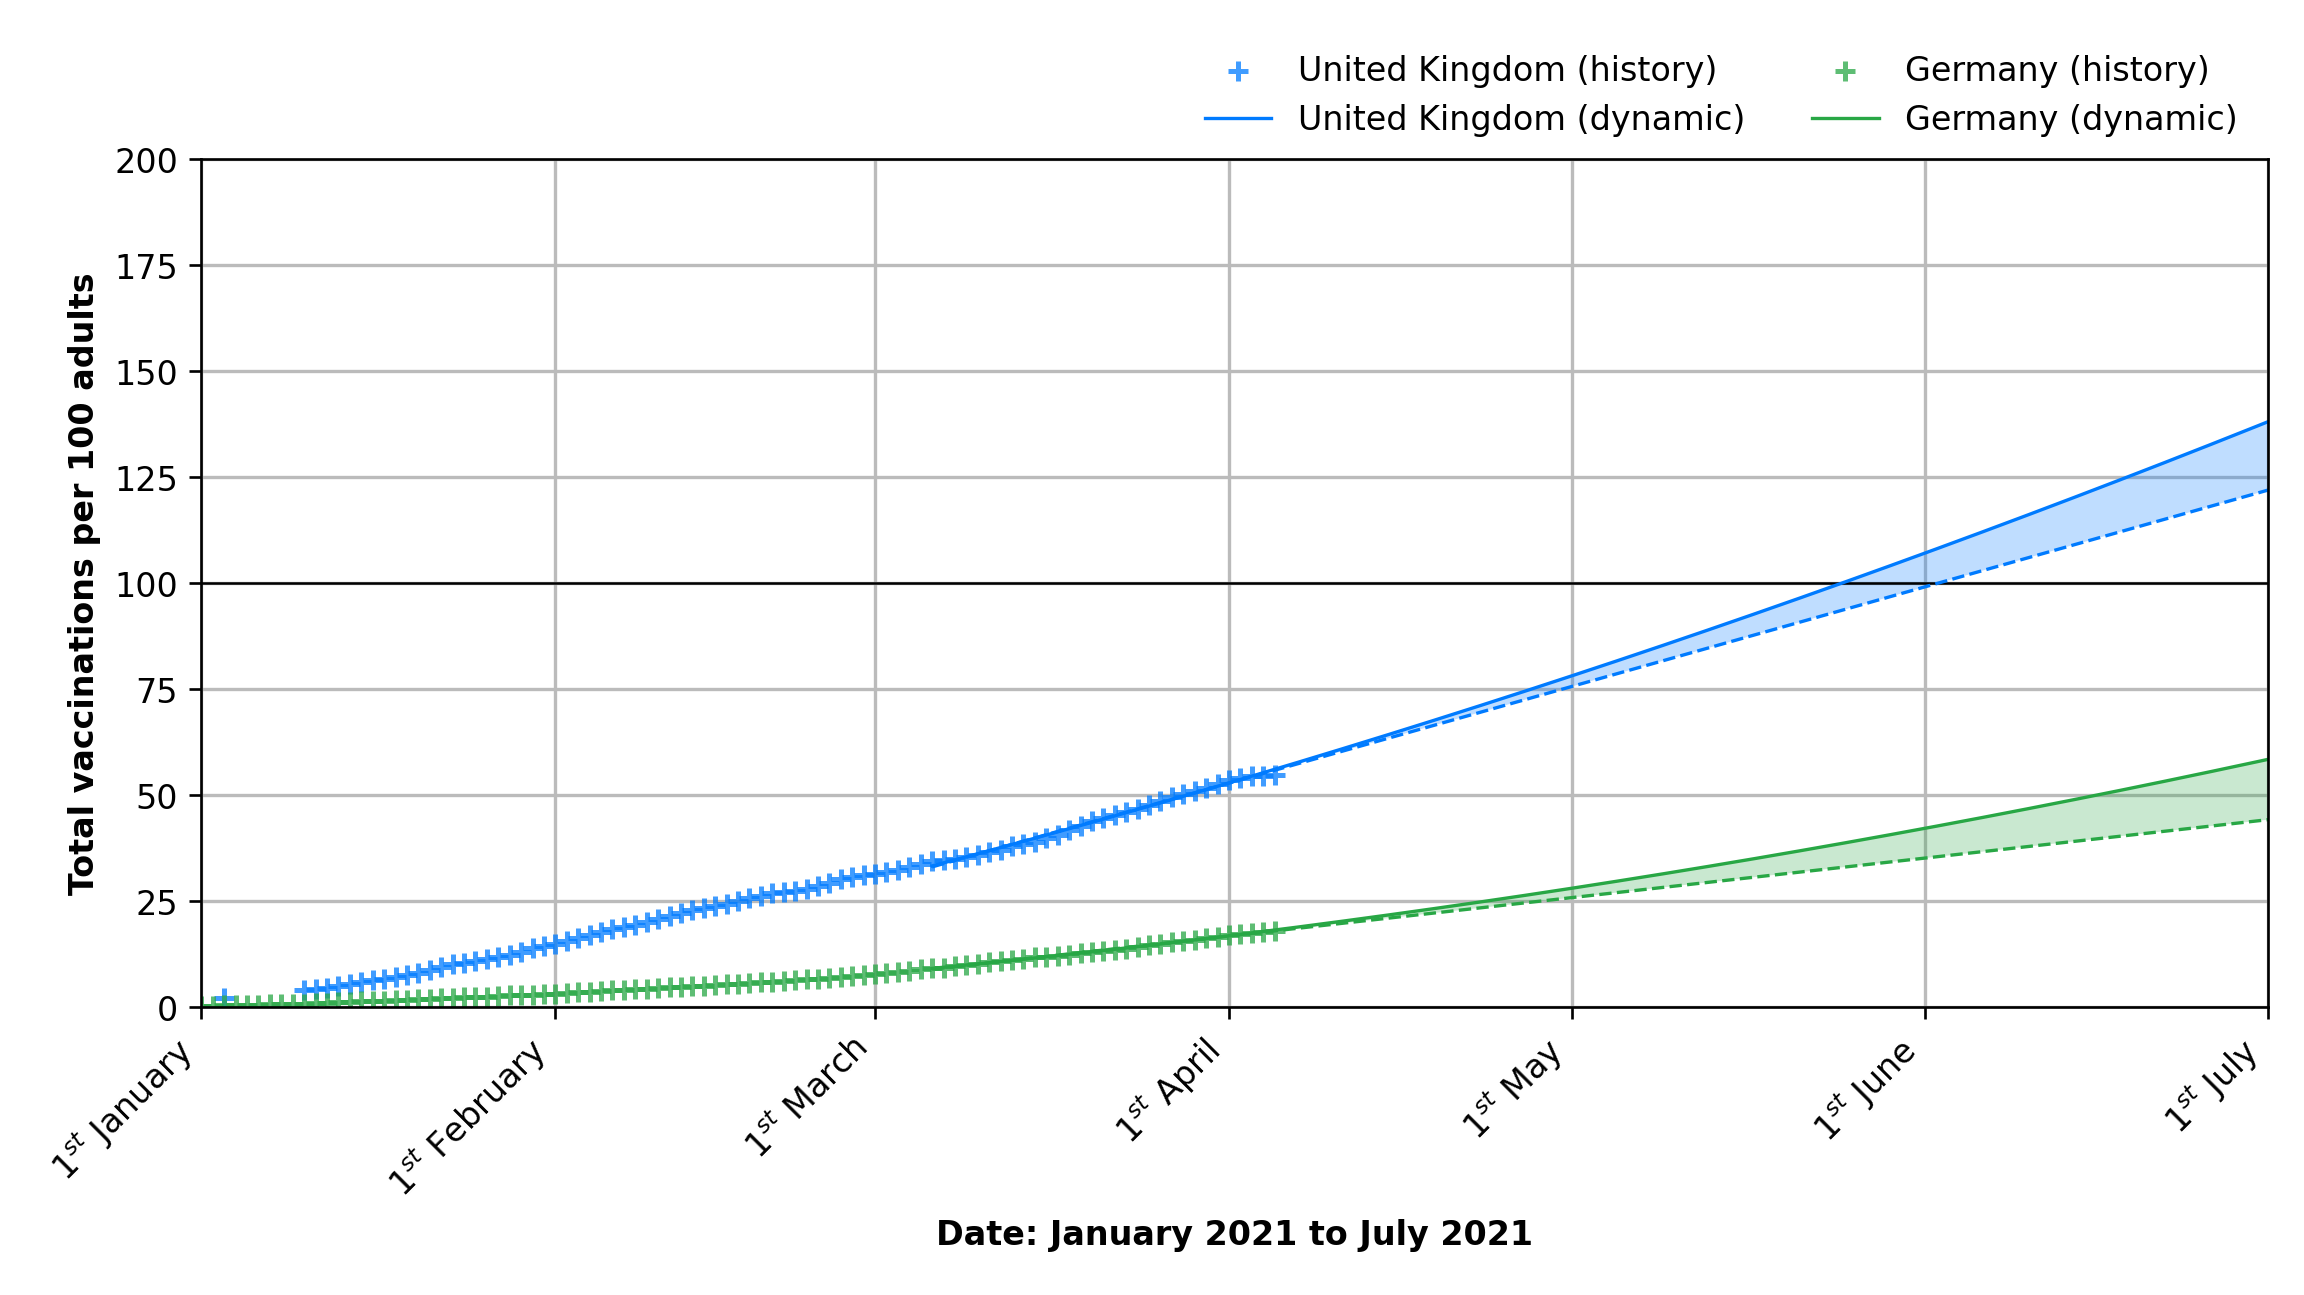 United Kingdom (history)
United Kingdom (dynamic)
Germany (history)
Germany (dynamic)
Total vaccinations per 100 adults
200
175
150
125
100
75
50
25
0
1st January
1st February
1st March
1st April
1st May
1st June
1st July
Date: January 2021 to July 2021